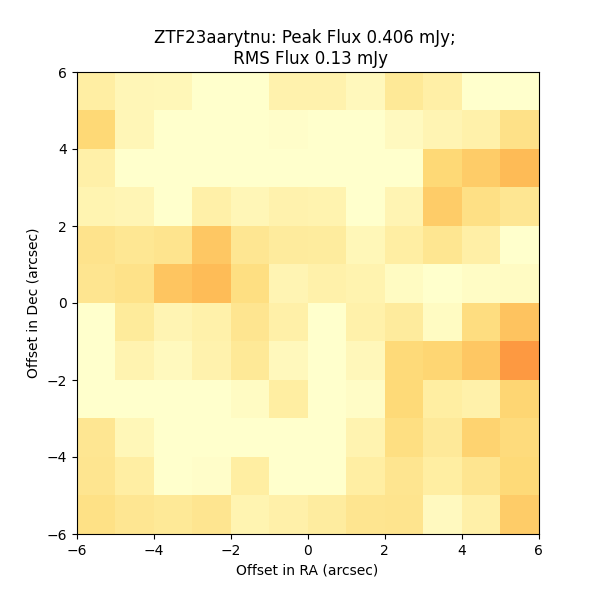 ZTF23aarytnu: Peak Flux 0.406 mJy;
RMS Flux 0.13 mJy
6
4
2
0
−2
−4
−6
Offset in Dec (arcsec)
−6 −4 −2 0 2 4 6
Offset in RA (arcsec)